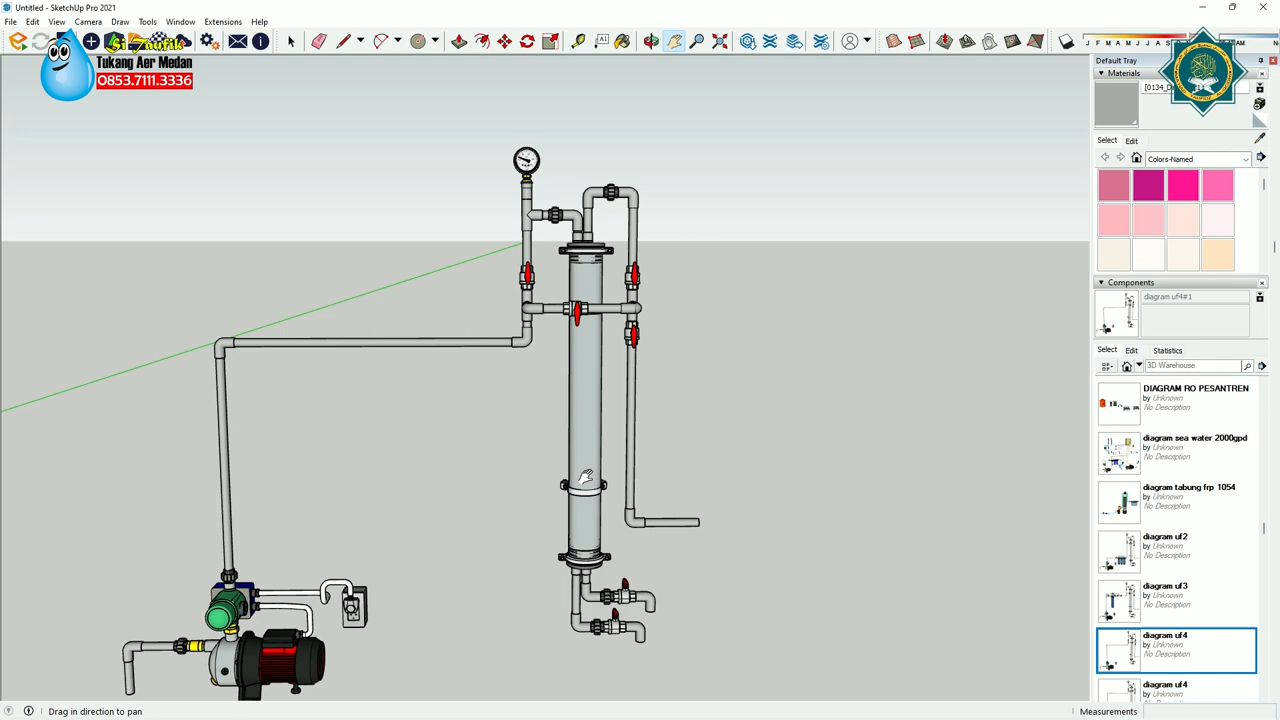 Untitled - SketchUp Pro 2021
File Edit View Camera Draw Tools Window Extensions Help
Si Taufik
Tukang Aer Medan
0853.7111.3336
J F M A M J J A S
AM
Default Tray
Materials
Select Edit
Colors-Named
Components
diagram uf4#1
Select Edit Statistics
3D Warehouse
DIAGRAM RO PESANTREN
by Unknown
No Description
diagram sea water 2000gpd
by Unknown
No Description
diagram tabung frp 1054
by Unknown
No Description
diagram uf2
by Unknown
No Description
diagram uf3
by Unknown
No Description
diagram uf4
by Unknown
No Description
diagram uf4
Drag in direction to pan
Measurements